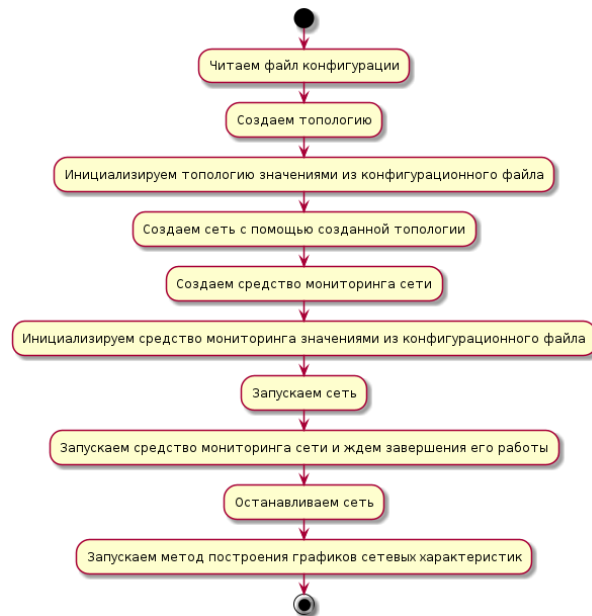 Читаем файл конфигурации
Создаем топологию
Инициализируем топологию значениями из конфигурационного файла
Создаем сеть с помощью созданной топологии
Создаем средство мониторинга сети
Инициализируем средство мониторинга значениями из конфигурационного файла
Запускаем сеть
Запускаем средство мониторинга сети и ждем завершения его работы
Останавливаем сеть
Запускаем метод построения графиков сетевых характеристик